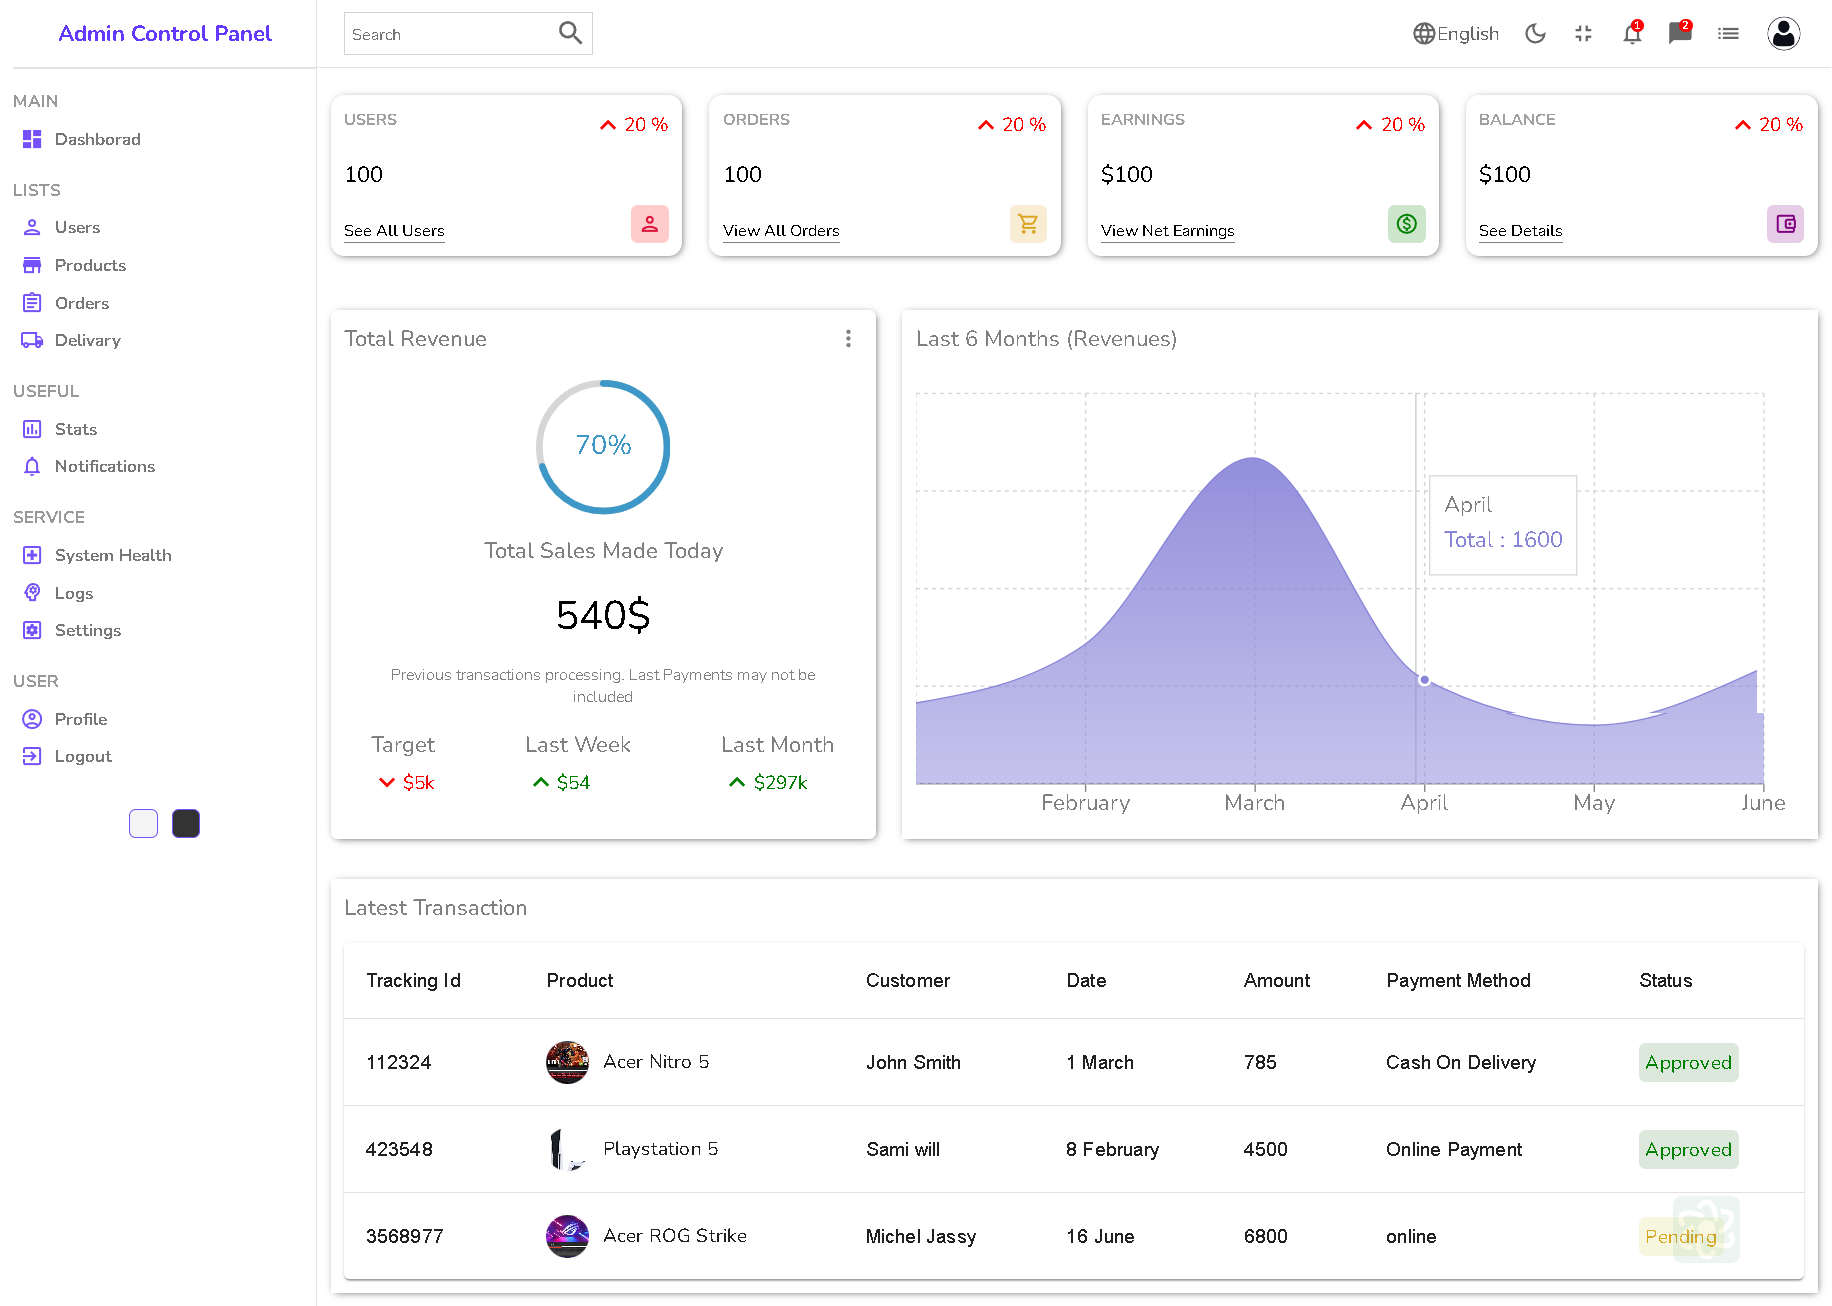 Admin Control Panel
Search
English
1
2
MAIN
Dashborad
LISTS
Users
Products
Orders
Delivary
USEFUL
Stats
Notifications
SERVICE
System Health
Logs
Settings
USER
Profile
Logout
USERS
20 %
100
See All Users
ORDERS
20 %
100
View All Orders
EARNINGS
20 %
$100
View Net Earnings
BALANCE
20 %
$100
See Details
Total Revenue
70%
Total Sales Made Today
540$
Previous transactions processing. Last Payments may not be
included
Target
$5k
Last Week
$54
Last Month
$297k
Last 6 Months (Revenues)
April
Total : 1600
February March April May June
Latest Transaction
Tracking Id Product Customer Date Amount Payment Method Status
112324 Acer Nitro 5 John Smith 1 March 785 Cash On Delivery Approved
423548 Playstation 5 Sami will 8 February 4500 Online Payment Approved
3568977 Acer ROG Strike Michel Jassy 16 June 6800 online Pending